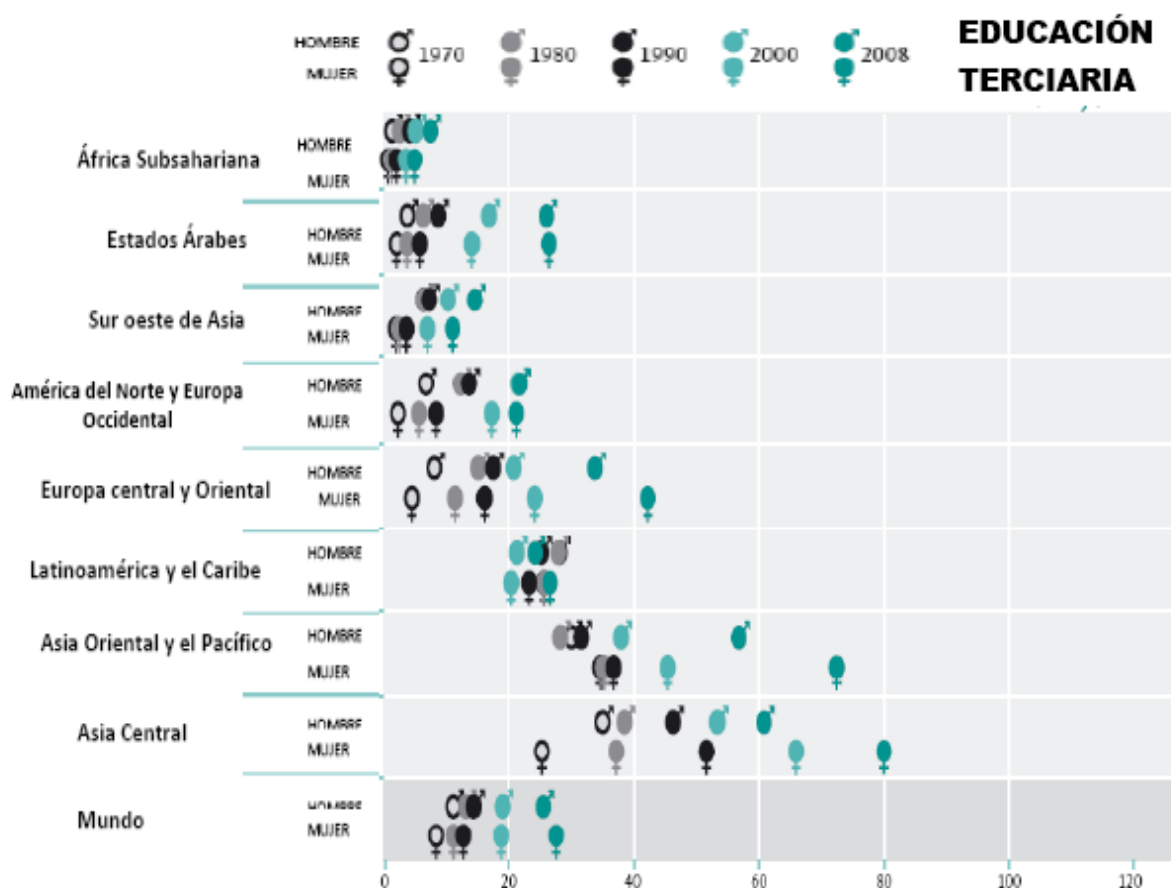 HOMBRE
MUJER
1970
1980
1990
2000
2008
EDUCACIÓN
TERCIARIA
África Subsahariana
HOMBRE
MUJER
Estados Árabes
HOMBRE
MUJER
Sur oeste de Asia
HOMBRE
MUJER
América del Norte y Europa
Occidental
HOMBRE
MUJER
Europa central y Oriental
HOMBRE
MUJER
Latinoamérica y el Caribe
HOMBRE
MUJER
Asia Oriental y el Pacífico
HOMBRE
MUJER
Asia Central
HOMBRE
MUJER
Mundo
HOMBRE
MUJER
0 20 40 60 80 100 120